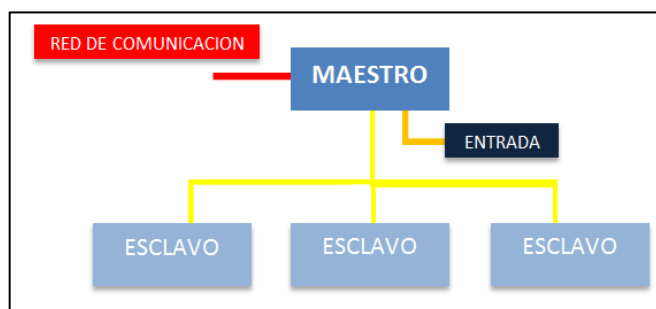 RED DE COMUNICACION
MAESTRO
ENTRADA
ESCLAVO
ESCLAVO
ESCLAVO